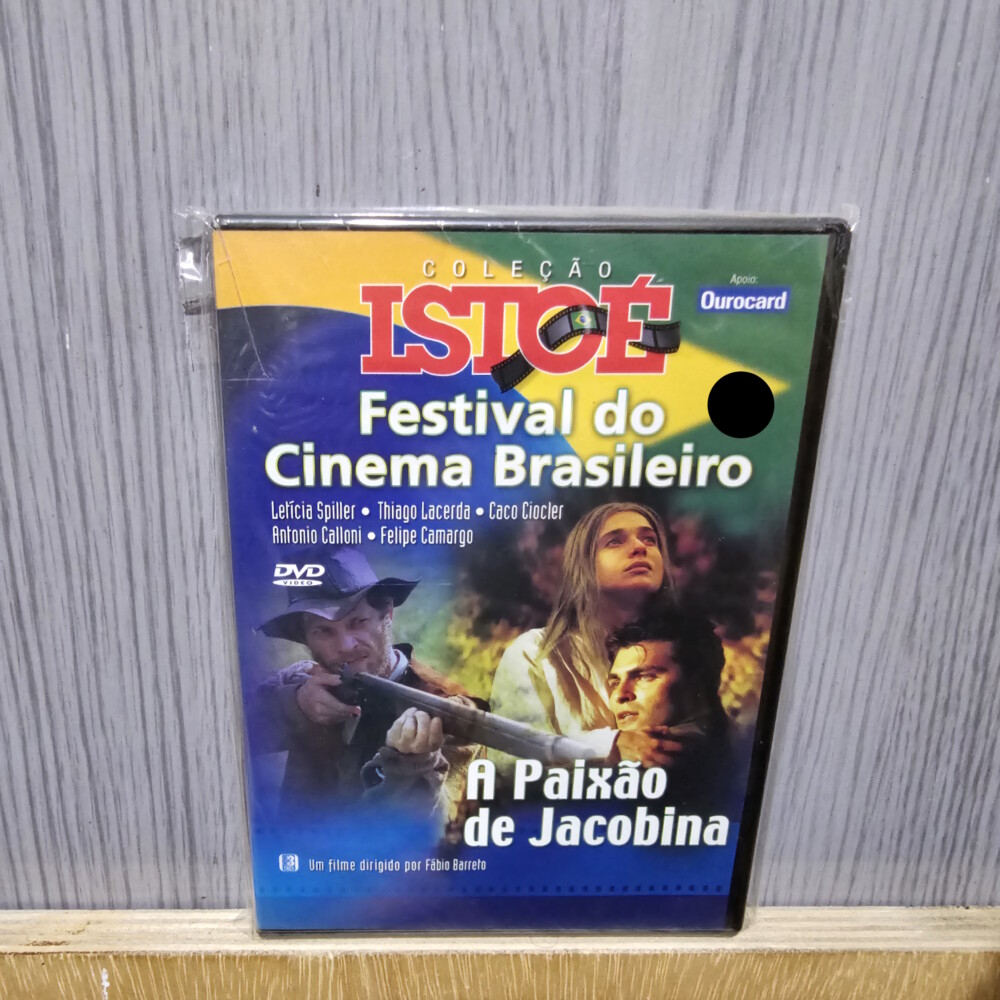 COLEÇÃO
ISTOÉ
Apoio:
Ourocard
Festival do
Cinema Brasileiro
Letícia Spiller • Thiago Lacerda • Caco Ciocler
Antonio Calloni • Felipe Camargo
DVD
VIDEO
A Paixão
de Jacobina
Um filme dirigido por Fábio Barreto